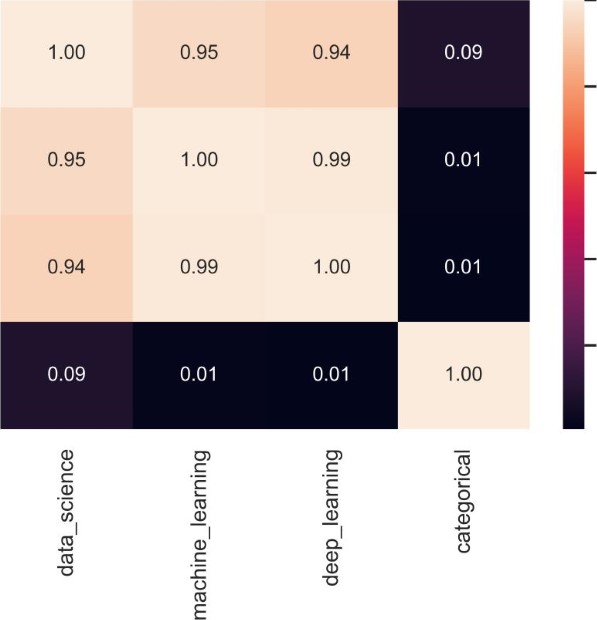 1.00 0.95 0.94 0.09
0.95 1.00 0.99 0.01
0.94 0.99 1.00 0.01
0.09 0.01 0.01 1.00
data_science
machine_learning
deep_learning
categorical